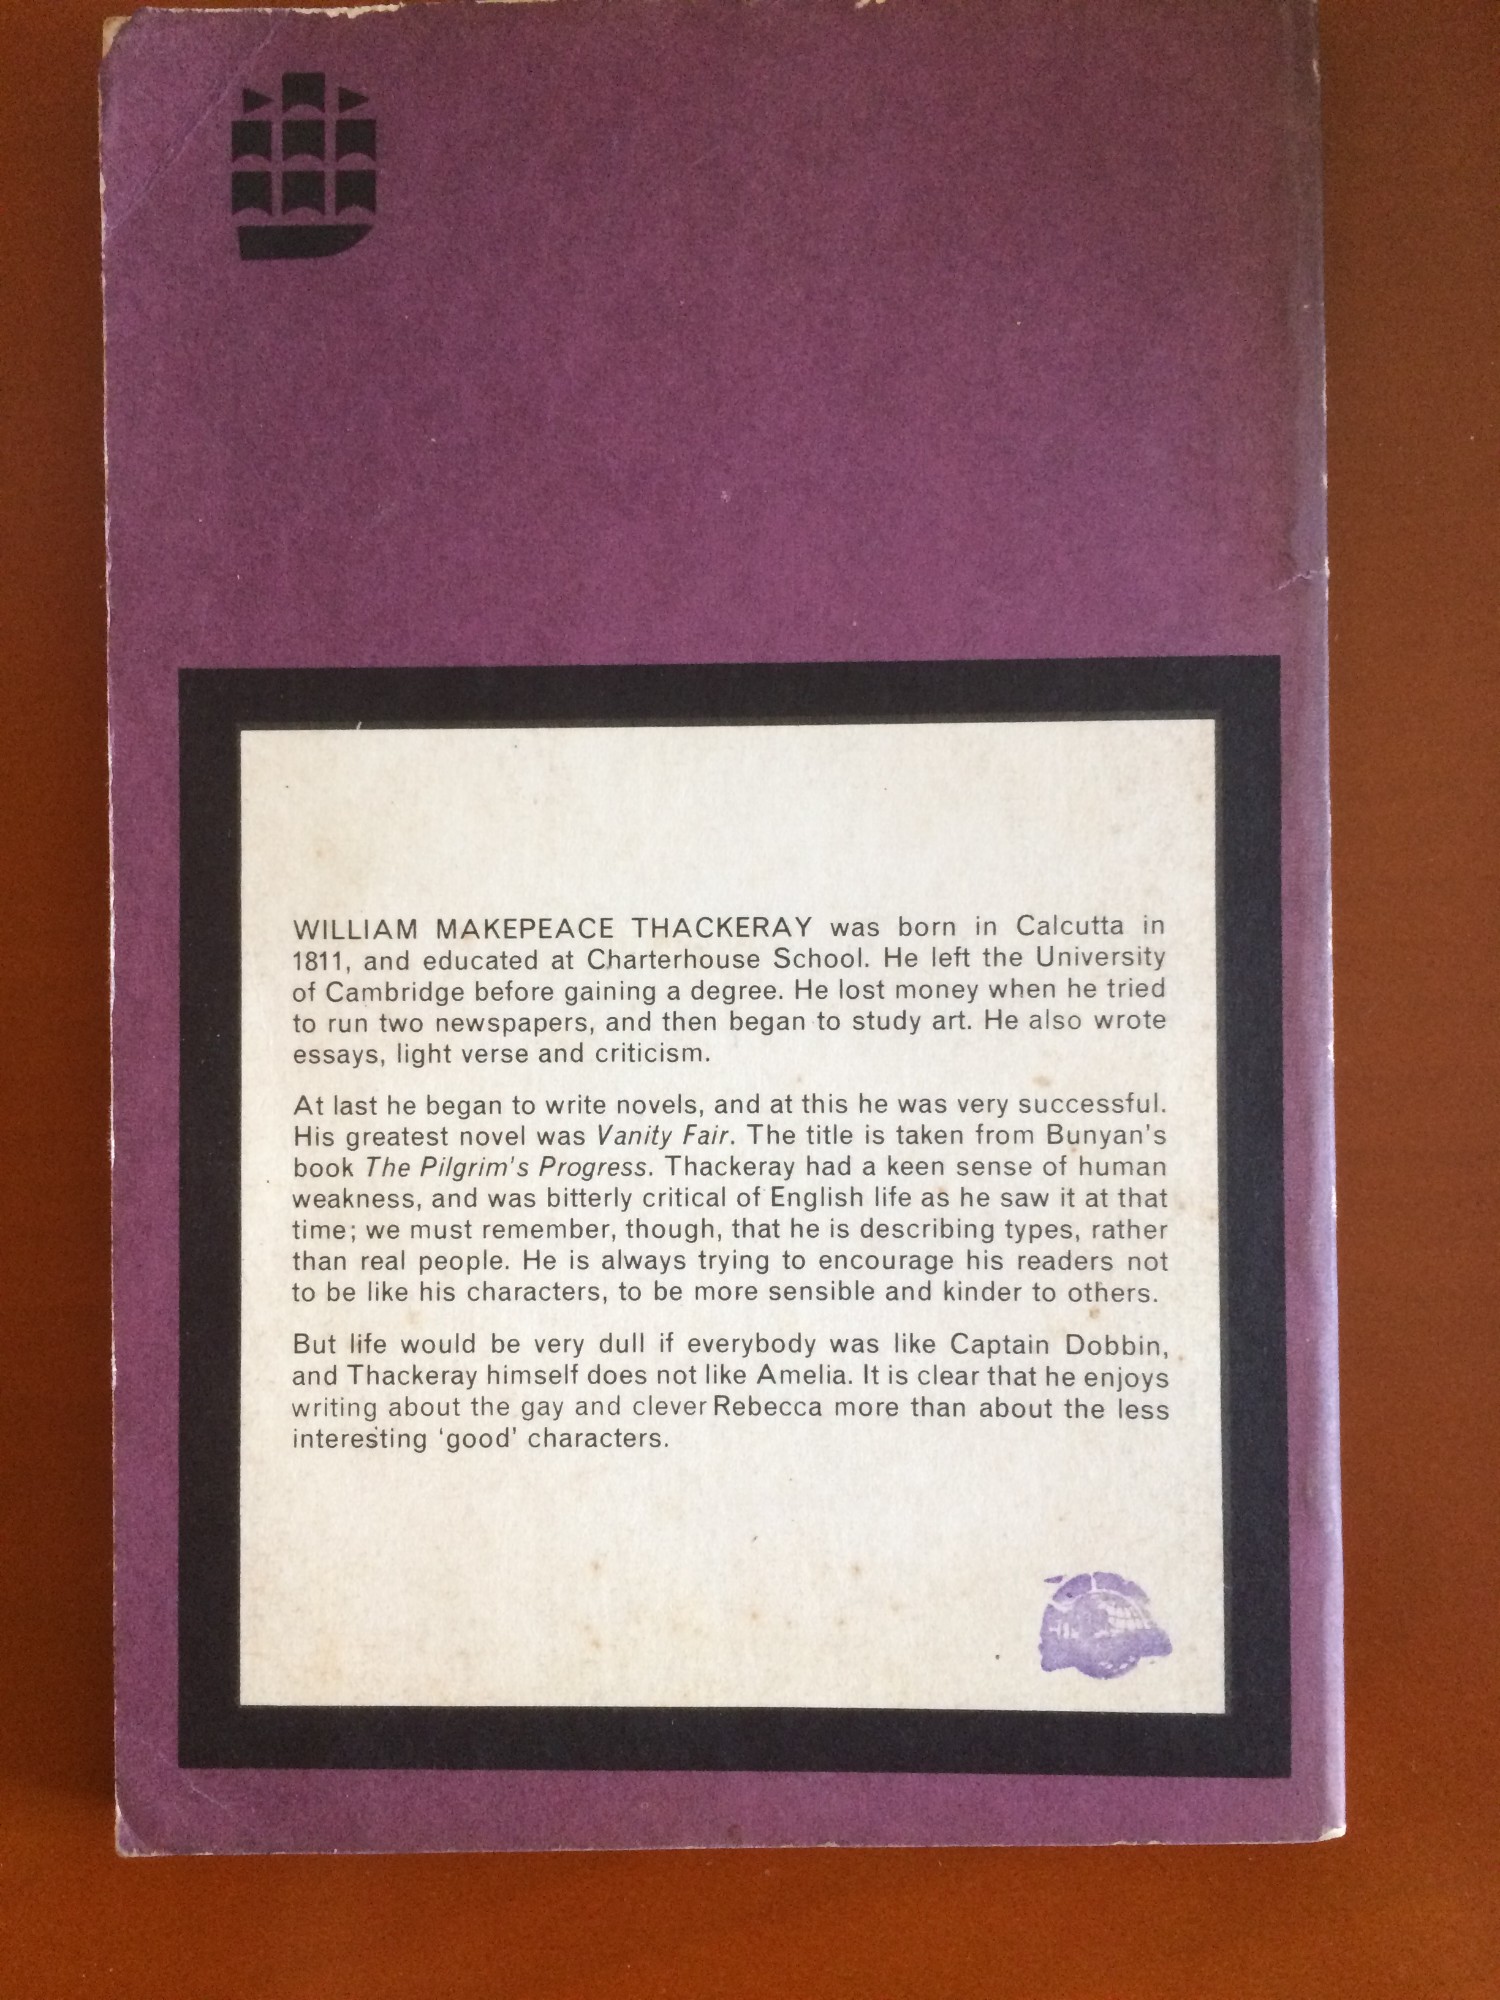 WILLIAM MAKEPEACE THACKERAY was born in Calcutta in
1811, and educated at Charterhouse School. He left the University
of Cambridge before gaining a degree. He lost money when he tried
to run two newspapers, and then began to study art. He also wrote
essays, light verse and criticism.
At last he began to write novels, and at this he was very successful.
His greatest novel was Vanity Fair. The title is taken from Bunyan's
book The Pilgrim's Progress. Thackeray had a keen sense of human
weakness, and was bitterly critical of English life as he saw it at that
time; we must remember, though, that he is describing types, rather
than real people. He is always trying to encourage his readers not
to be like his characters, to be more sensible and kinder to others.
But life would be very dull if everybody was like Captain Dobbin,
and Thackeray himself does not like Amelia. It is clear that he enjoys
writing about the gay and clever Rebecca more than about the less
interesting ‘good’ characters.